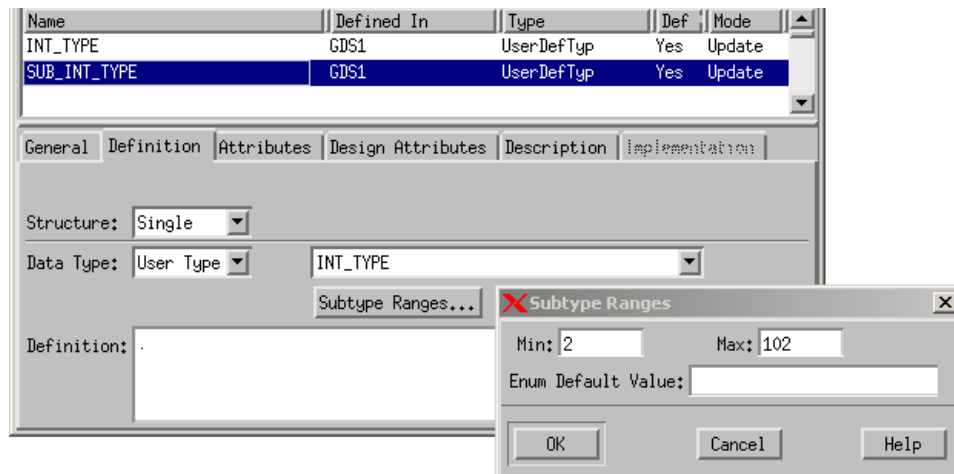 Name Defined In Type Def Mode
INT_TYPE GDS1 UserDefTyp Yes Update
SUB_INT_TYPE GDS1 UserDefTyp Yes Update
General Definition Attributes Design Attributes Description Implementation
Structure: Single
Data Type: User Type INT_TYPE
Subtype Ranges...
Definition: .
Subtype Ranges
Min: 2 Max: 102
Enum Default Value:
OK Cancel Help